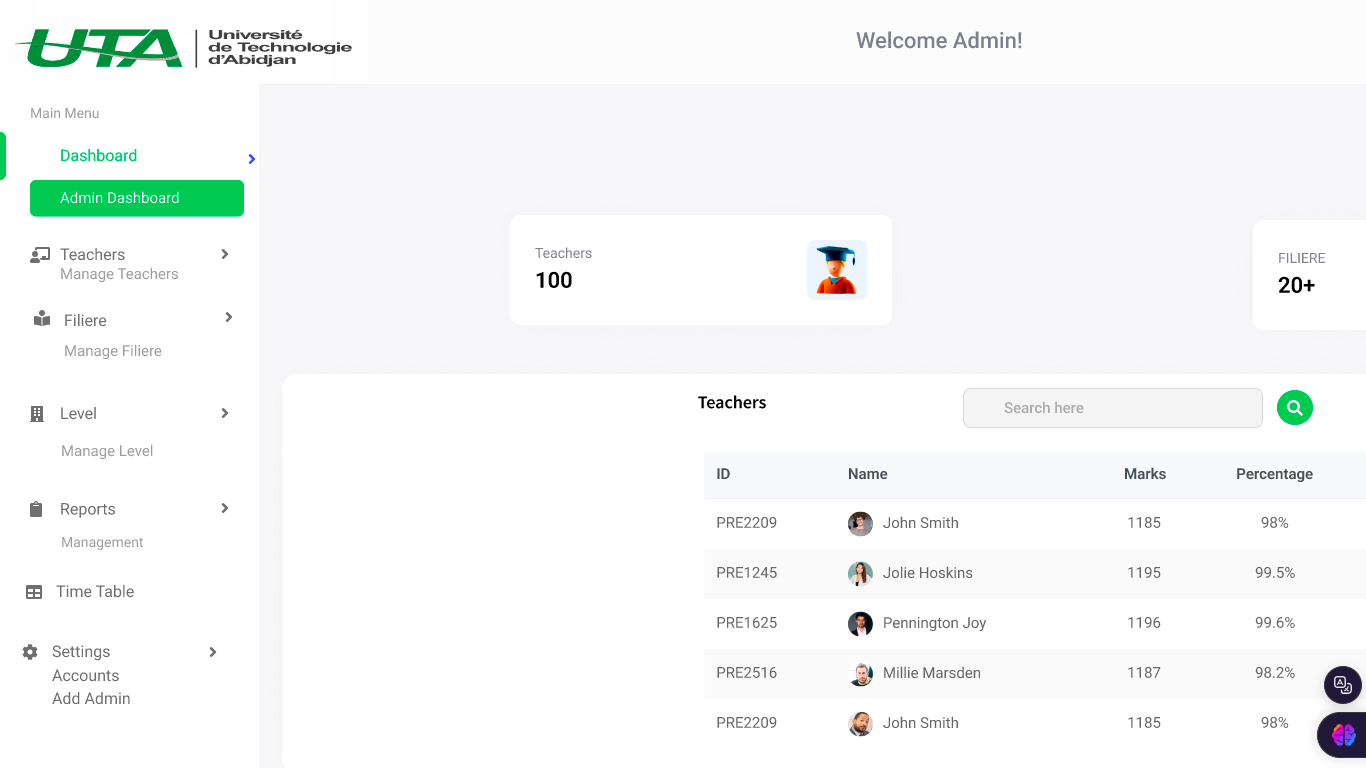 UTA
Université
de Technologie
d'Abidjan
Welcome Admin!
Main Menu
Dashboard
Admin Dashboard
Teachers
Manage Teachers
Filiere
Manage Filiere
Level
Manage Level
Reports
Management
Time Table
Settings
Accounts
Add Admin
Teachers
100
FILIERE
20+
Teachers
Search here
ID Name Marks Percentage
PRE2209 John Smith 1185 98%
PRE1245 Jolie Hoskins 1195 99.5%
PRE1625 Pennington Joy 1196 99.6%
PRE2516 Millie Marsden 1187 98.2%
PRE2209 John Smith 1185 98%